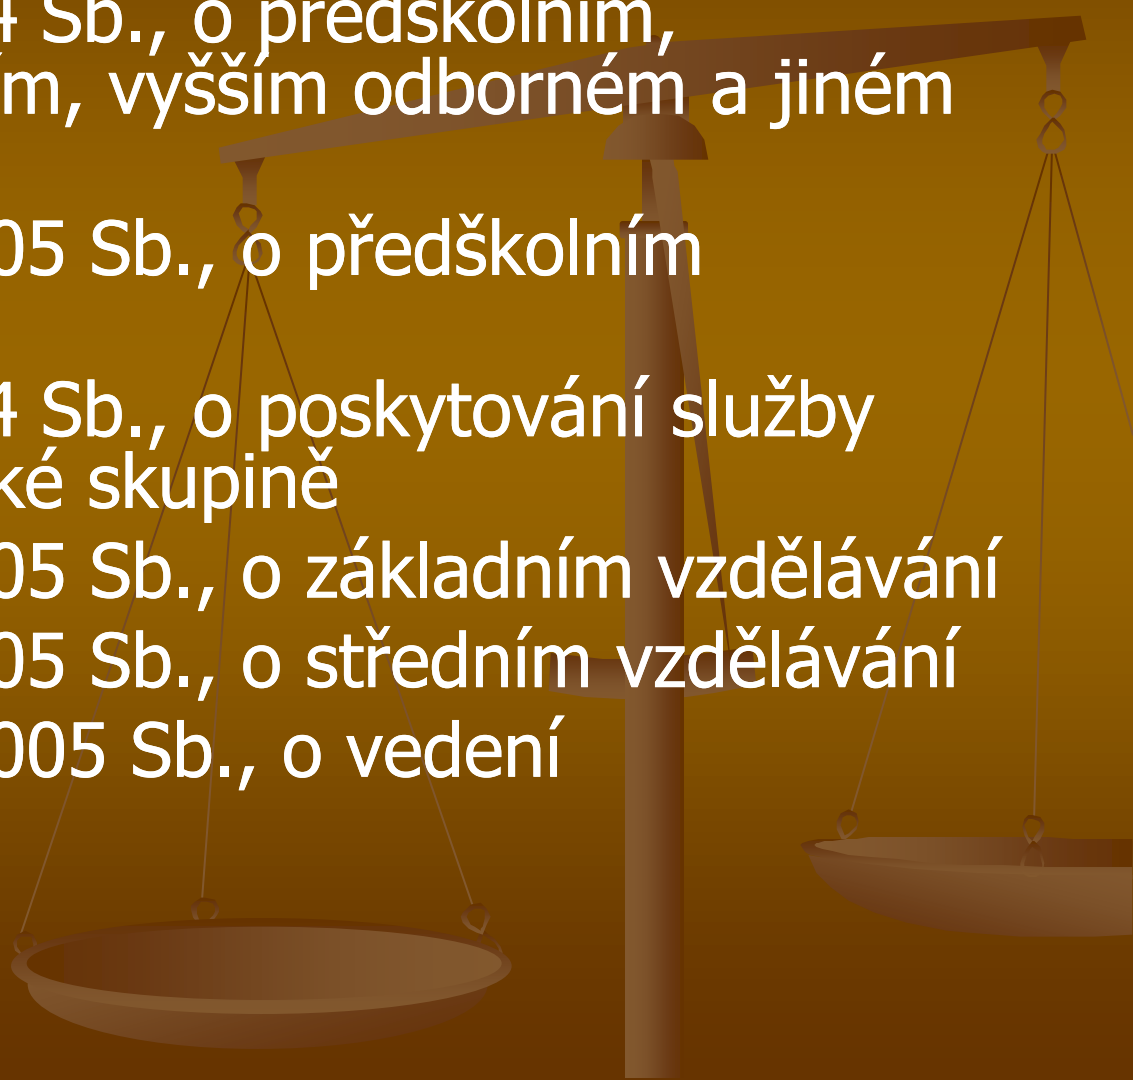 4 Sb., o předškolním,
ím, vyšším odborném a jiném
05 Sb., o předškolním
4 Sb., o poskytování služby
ké skupině
05 Sb., o základním vzdělávání
05 Sb., o středním vzdělávání
005 Sb., o vedení